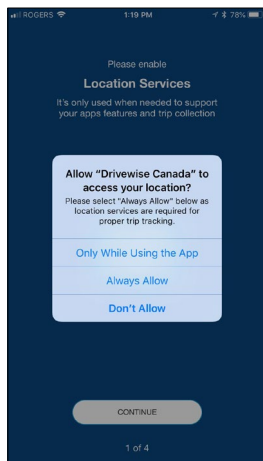 ROGERS 1:19 PM 78%
Please enable
Location Services
It's only used when needed to support
your apps features and trip collection
Allow "Drivewise Canada" to
access your location?
Please select "Always Allow" below as
location services are required for
proper trip tracking.
Only While Using the App
Always Allow
Don't Allow
CONTINUE
1 of 4